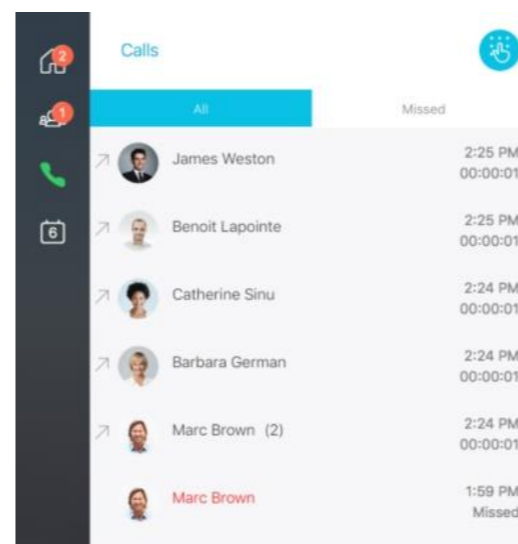 2
1
6
Calls
All
Missed
James Weston
2:25 PM
00:00:01
Benoit Lapointe
2:25 PM
00:00:01
Catherine Sinu
2:24 PM
00:00:01
Barbara German
2:24 PM
00:00:01
Marc Brown (2)
2:24 PM
00:00:01
Marc Brown
1:59 PM
Missed